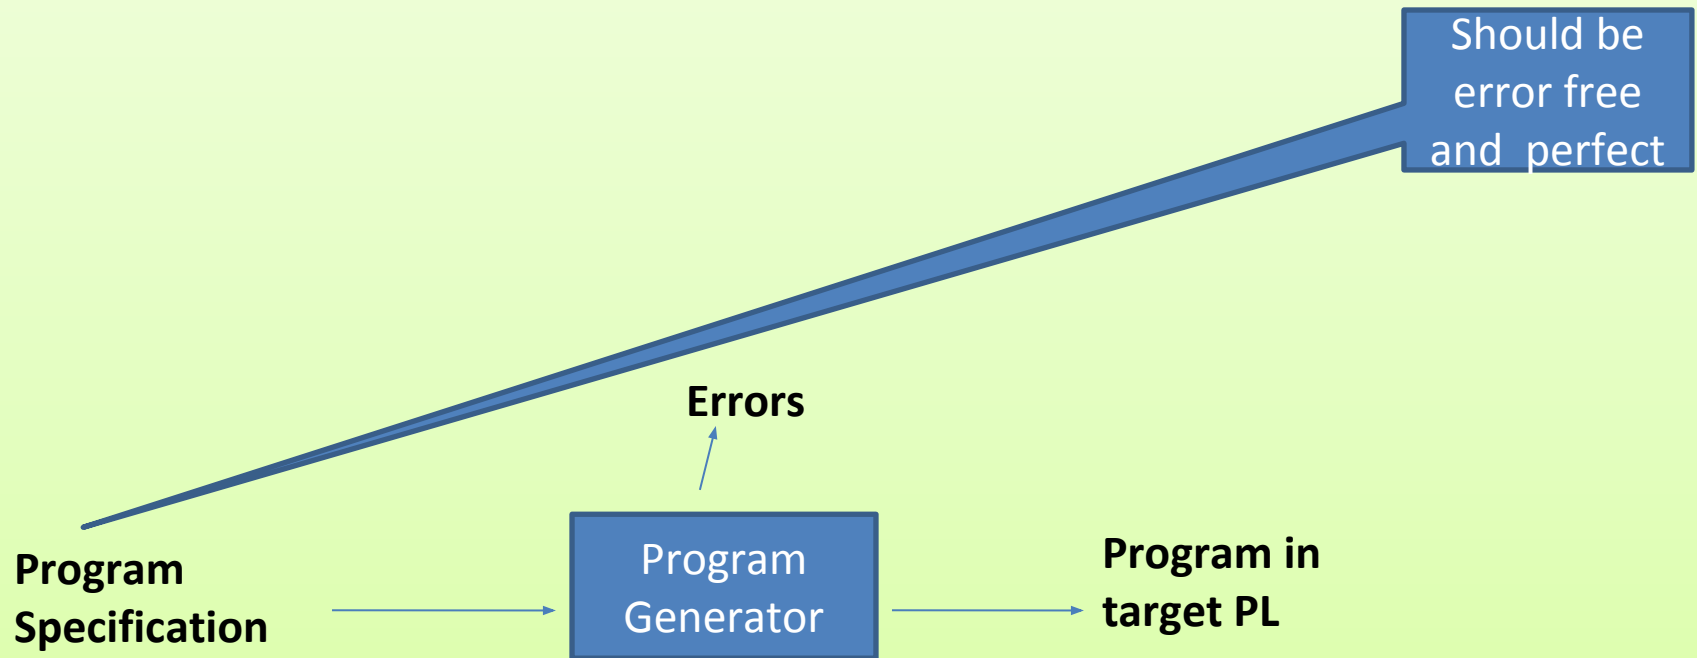 Should be
error free
and perfect
Errors
Program
Specification
Program
Generator
Program in
target PL